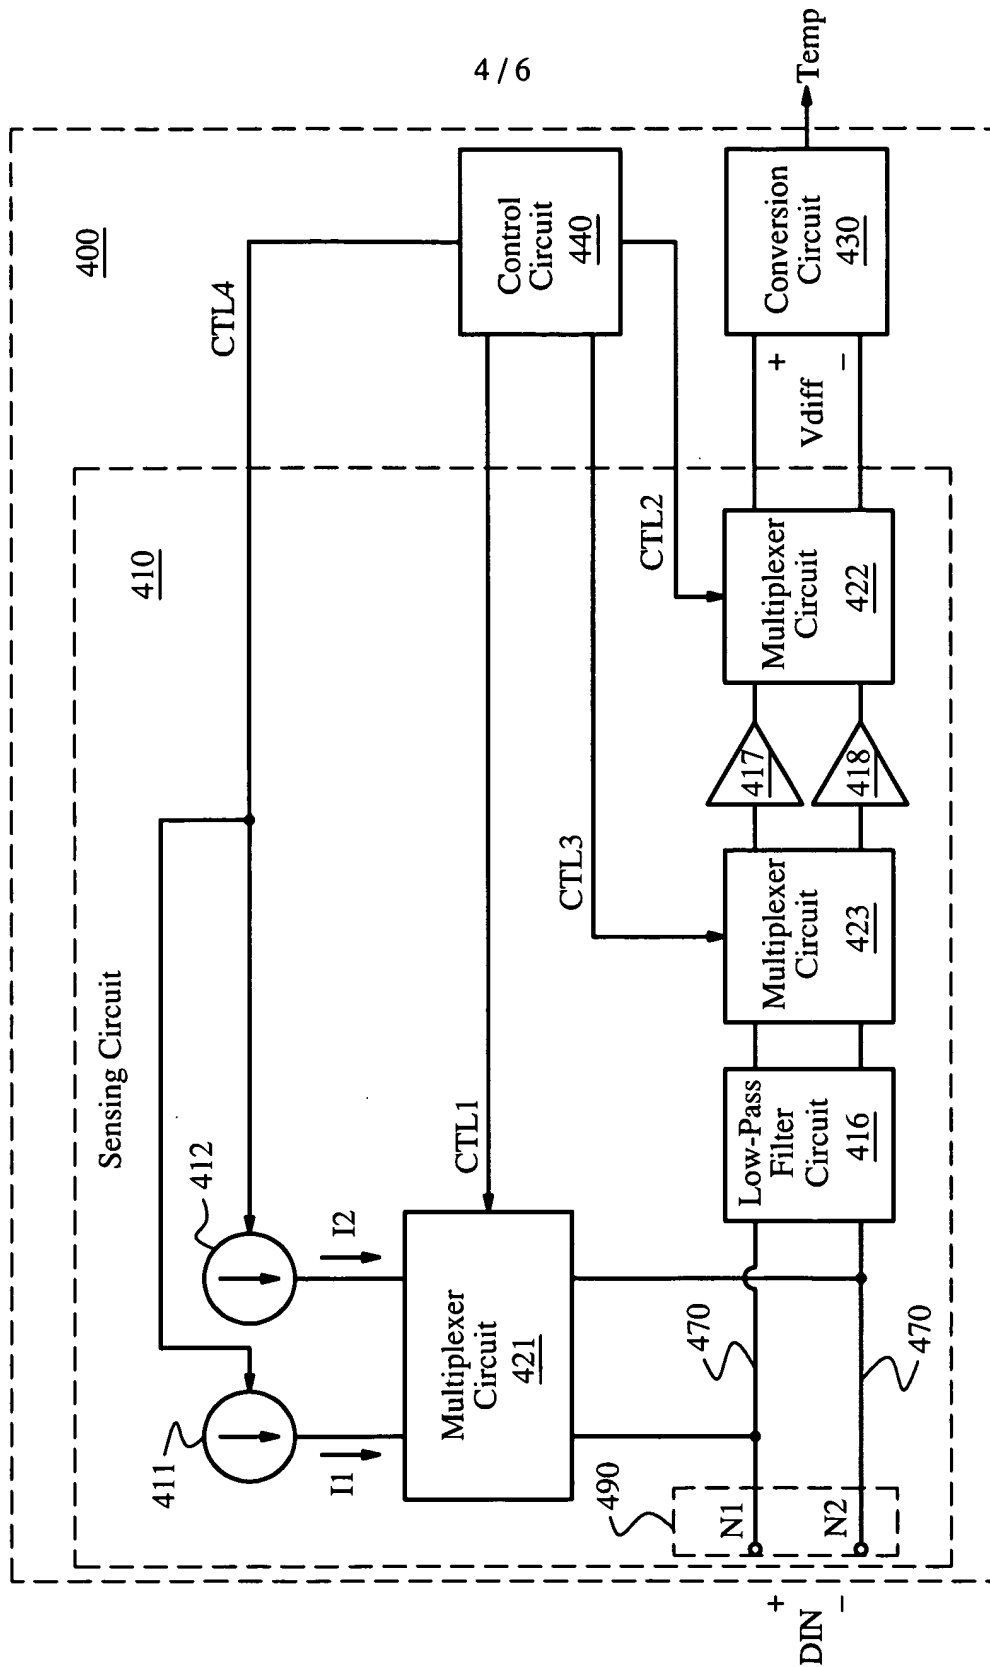 4 / 6
400
410
Sensing Circuit
CTL4
412
411
I2
I1
Multiplexer
Circuit
421
CTL1
Control
Circuit
440
CTL3
CTL2
490
N1
N2
+
DIN
−
470
470
Low-Pass
Filter
Circuit
416
Multiplexer
Circuit
423
417
418
Multiplexer
Circuit
422
+
Vdiff
−
Conversion
Circuit
430
Temp